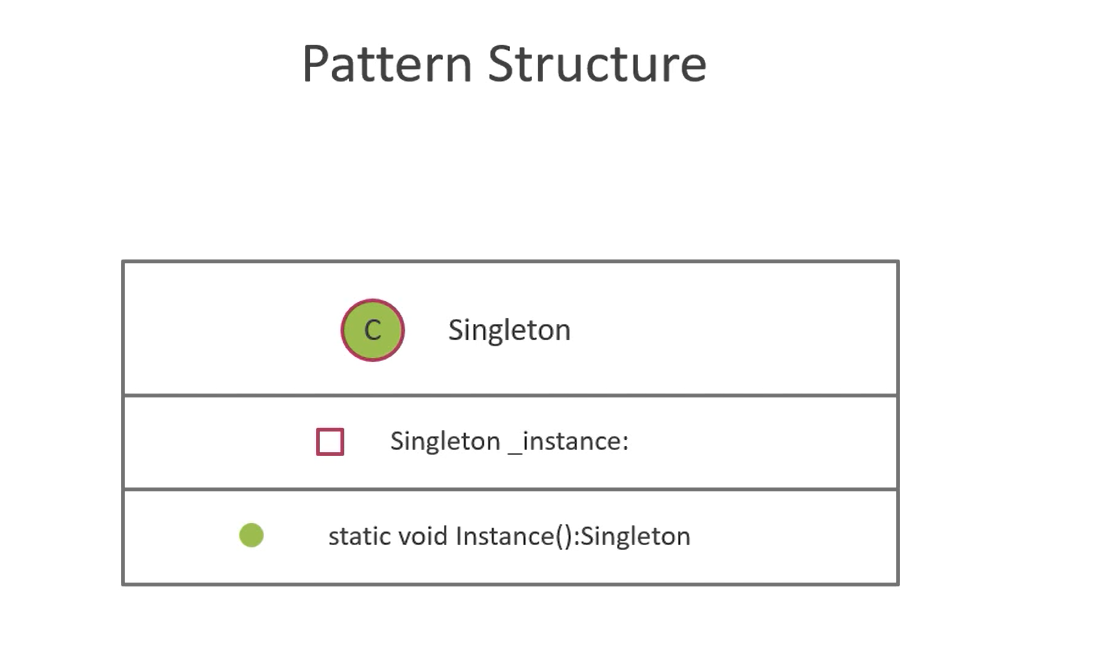 Pattern Structure
C Singleton
Singleton _instance:
static void Instance():Singleton